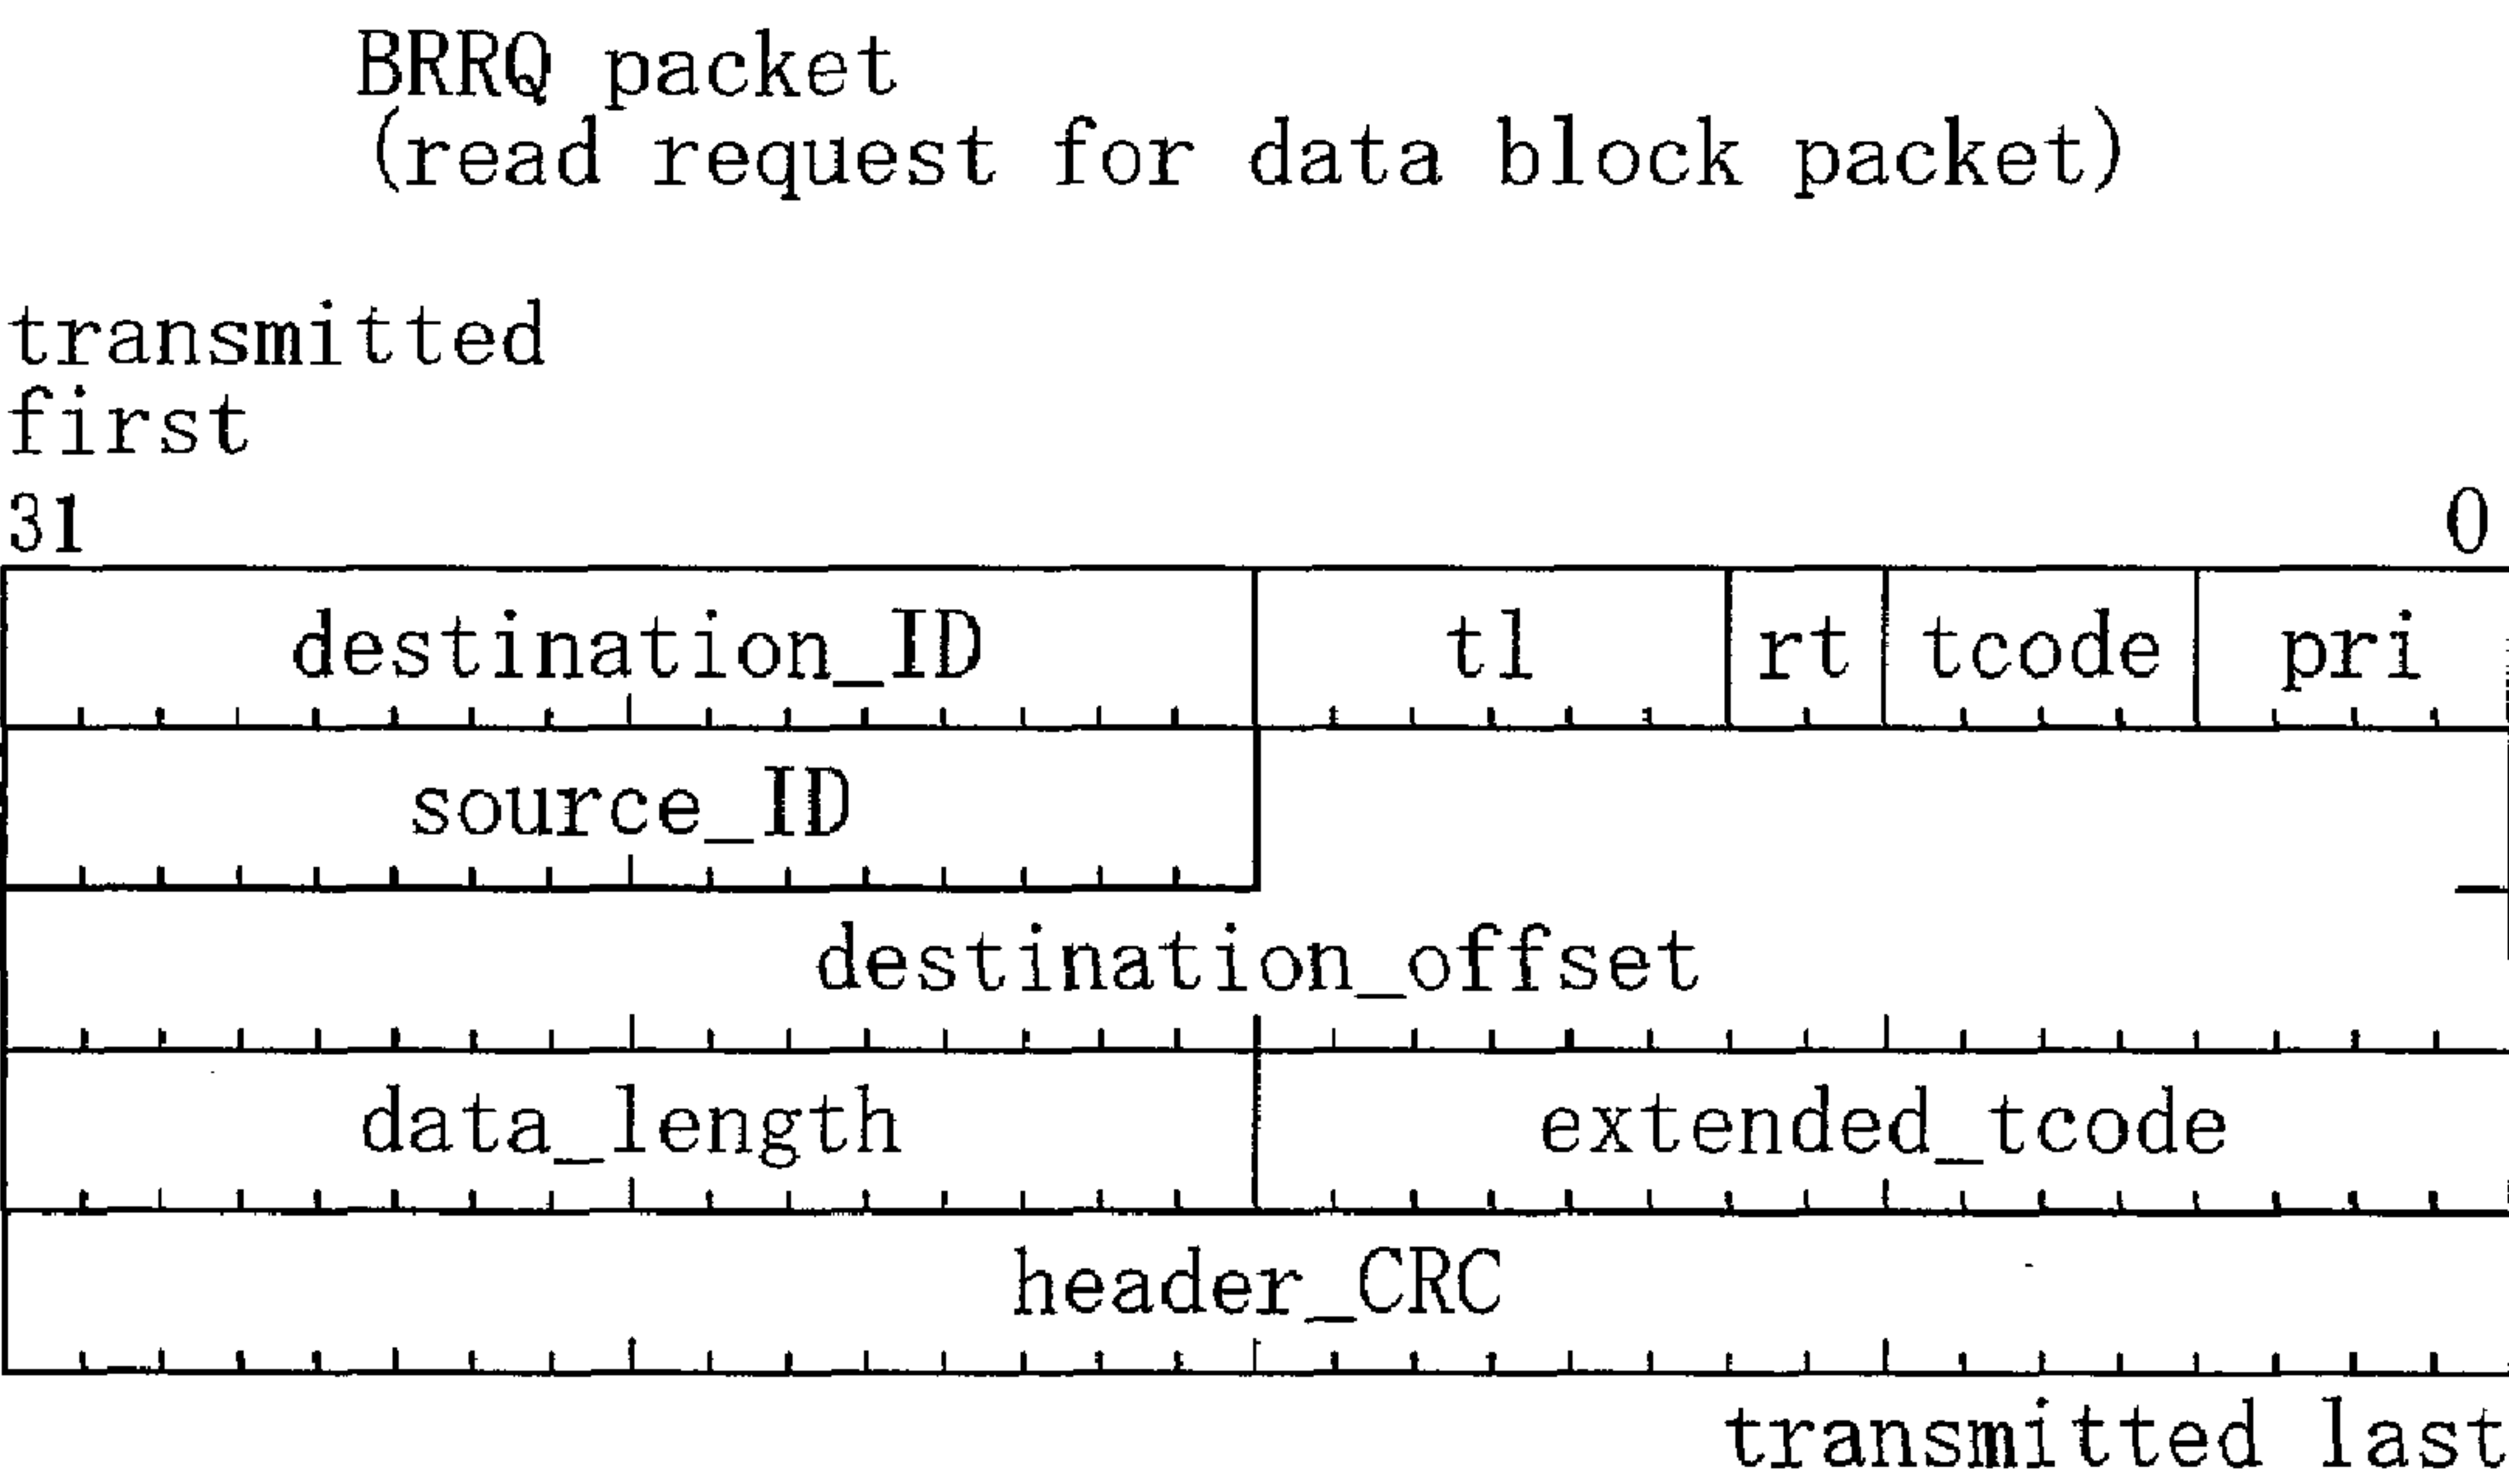 BRRQ packet
(read request for data block packet)
transmitted
first
31 0
destination_ID tl rt tcode pri
source_ID
destination_offset
data_length extended_tcode
header_CRC
transmitted last